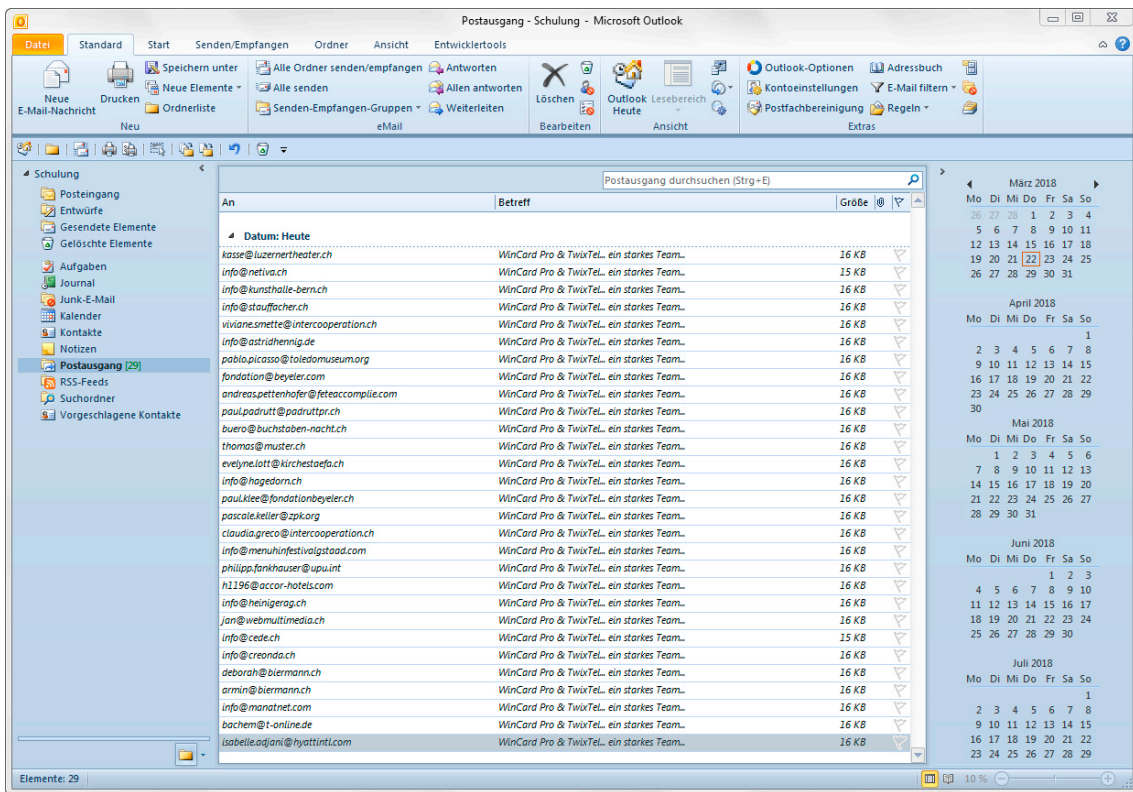 Postausgang - Schulung - Microsoft Outlook
Datei Standard Start Senden/Empfangen Ordner Ansicht Entwicklertools
Neue E-Mail-Nachricht
Drucken
Speichern unter
Neue Elemente
Ordnerliste
Neu
Alle Ordner senden/empfangen
Alle senden
Senden-Empfangen-Gruppen
Antworten
Allen antworten
Weiterleiten
eMail
Löschen
Bearbeiten
Outlook Heute
Lesebereich
Ansicht
Outlook-Optionen
Kontoeinstellungen
Postfachbereinigung
Adressbuch
E-Mail filtern
Regeln
Extras
Schulung
Posteingang
Entwürfe
Gesendete Elemente
Gelöschte Elemente
Aufgaben
Journal
Junk-E-Mail
Kalender
Kontakte
Notizen
Postausgang [29]
RSS-Feeds
Suchordner
Vorgeschlagene Kontakte
Postausgang durchsuchen (Strg+E)
An Betreff Größe
Datum: Heute
kasse@luzernertheater.ch WinCard Pro & TwixTel... ein starkes Team... 16 KB
info@netiva.ch WinCard Pro & TwixTel... ein starkes Team... 15 KB
info@kunsthalle-bern.ch WinCard Pro & TwixTel... ein starkes Team... 16 KB
info@stauffacher.ch WinCard Pro & TwixTel... ein starkes Team... 16 KB
viviane.smette@intercooperation.ch WinCard Pro & TwixTel... ein starkes Team... 16 KB
info@astridhennig.de WinCard Pro & TwixTel... ein starkes Team... 16 KB
pablo.picasso@toledomuseum.org WinCard Pro & TwixTel... ein starkes Team... 16 KB
fondation@beyeler.com WinCard Pro & TwixTel... ein starkes Team... 16 KB
andreas.pettenhofer@feteaccomplie.com WinCard Pro & TwixTel... ein starkes Team... 16 KB
paul.padrutt@padruttpr.ch WinCard Pro & TwixTel... ein starkes Team... 16 KB
buero@buchstaben-nacht.ch WinCard Pro & TwixTel... ein starkes Team... 16 KB
thomas@muster.ch WinCard Pro & TwixTel... ein starkes Team... 16 KB
evelyne.lott@kirchestaefa.ch WinCard Pro & TwixTel... ein starkes Team... 16 KB
info@hagedorn.ch WinCard Pro & TwixTel... ein starkes Team... 16 KB
paul.klee@fondationbeyeler.ch WinCard Pro & TwixTel... ein starkes Team... 16 KB
pascale.keller@zpk.org WinCard Pro & TwixTel... ein starkes Team... 16 KB
claudia.greco@intercooperation.ch WinCard Pro & TwixTel... ein starkes Team... 16 KB
info@menuhinfestivalgstaad.com WinCard Pro & TwixTel... ein starkes Team... 16 KB
philipp.fankhauser@upu.int WinCard Pro & TwixTel... ein starkes Team... 16 KB
h1196@accor-hotels.com WinCard Pro & TwixTel... ein starkes Team... 16 KB
info@heinigerag.ch WinCard Pro & TwixTel... ein starkes Team... 16 KB
jan@webmultimedia.ch WinCard Pro & TwixTel... ein starkes Team... 16 KB
info@cede.ch WinCard Pro & TwixTel... ein starkes Team... 15 KB
info@creonda.ch WinCard Pro & TwixTel... ein starkes Team... 16 KB
deborah@biermann.ch WinCard Pro & TwixTel... ein starkes Team... 16 KB
armin@biermann.ch WinCard Pro & TwixTel... ein starkes Team... 16 KB
info@manatnet.com WinCard Pro & TwixTel... ein starkes Team... 16 KB
bachem@t-online.de WinCard Pro & TwixTel... ein starkes Team... 16 KB
isabelle.adjani@hyattintl.com WinCard Pro & TwixTel... ein starkes Team... 16 KB
März 2018
Mo Di Mi Do Fr Sa So
26 27 28 1 2 3 4
5 6 7 8 9 10 11
12 13 14 15 16 17 18
19 20 21 22 23 24 25
26 27 28 29 30 31
April 2018
Mo Di Mi Do Fr Sa So
1
2 3 4 5 6 7 8
9 10 11 12 13 14 15
16 17 18 19 20 21 22
23 24 25 26 27 28 29
30
Mai 2018
Mo Di Mi Do Fr Sa So
1 2 3 4 5 6
7 8 9 10 11 12 13
14 15 16 17 18 19 20
21 22 23 24 25 26 27
28 29 30 31
Juni 2018
Mo Di Mi Do Fr Sa So
1 2 3
4 5 6 7 8 9 10
11 12 13 14 15 16 17
18 19 20 21 22 23 24
25 26 27 28 29 30
Juli 2018
Mo Di Mi Do Fr Sa So
1
2 3 4 5 6 7 8
9 10 11 12 13 14 15
16 17 18 19 20 21 22
23 24 25 26 27 28 29
Elemente: 29
10 %